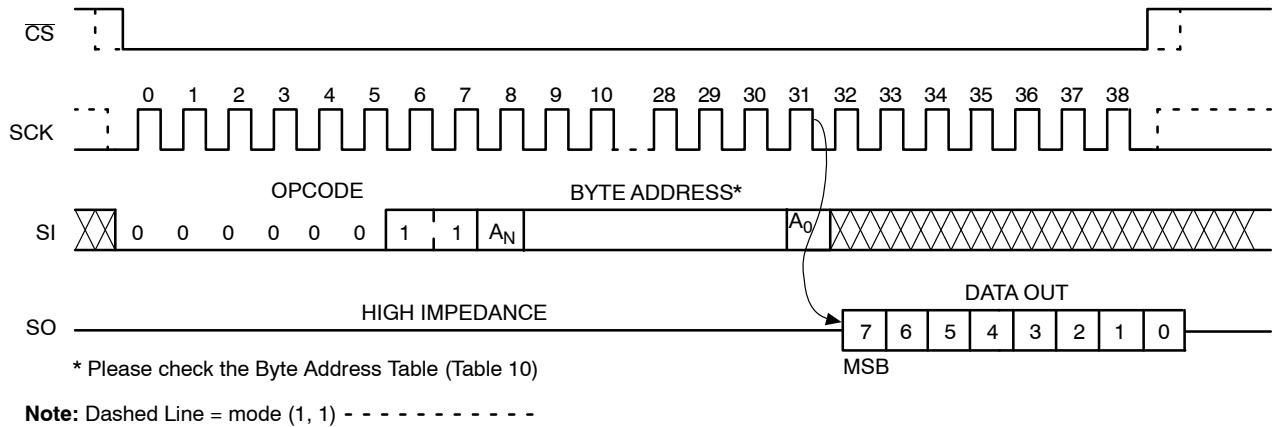 CS
0 1 2 3 4 5 6 7 8 9 10 28 29 30 31 32 33 34 35 36 37 38
SCK
OPCODE BYTE ADDRESS*
SI 0 0 0 0 0 0 1 1 AN A0
DATA OUT
HIGH IMPEDANCE
SO 7 6 5 4 3 2 1 0
* Please check the Byte Address Table (Table 10)
MSB
Note: Dashed Line = mode (1, 1) - - - - - - - - - - - -